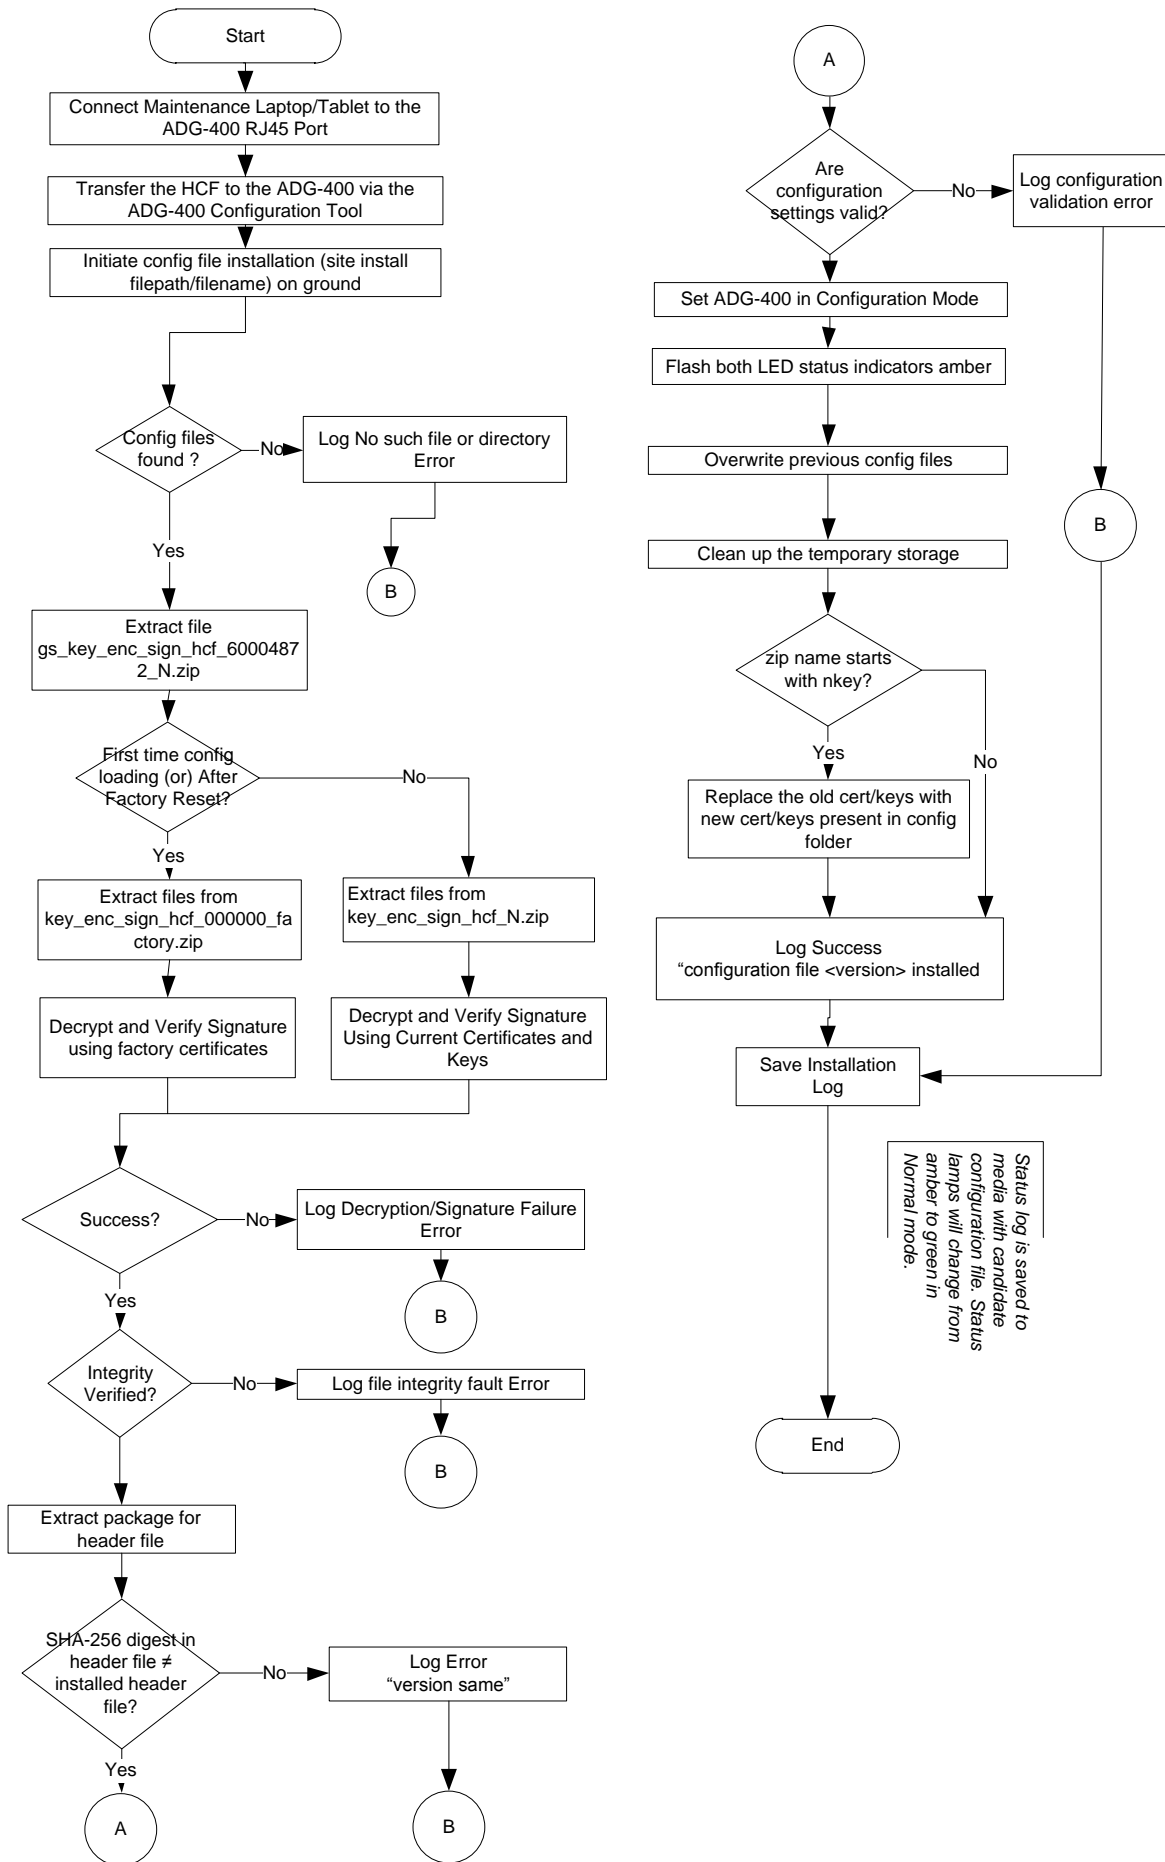 Start
Connect Maintenance Laptop/Tablet to the
ADG-400 RJ45 Port
Transfer the HCF to the ADG-400 via the
ADG-400 Configuration Tool
Initiate config file installation (site install
filepath/filename) on ground
Config files
found ?
No
Log No such file or directory
Error
B
Yes
Extract file
gs_key_enc_sign_hcf_6000487
2_N.zip
First time config
loading (or) After
Factory Reset?
No
Yes
Extract files from
key_enc_sign_hcf_000000_fa
ctory.zip
Extract files from
key_enc_sign_hcf_N.zip
Decrypt and Verify Signature
using factory certificates
Decrypt and Verify Signature
Using Current Certificates and
Keys
Success?
No
Log Decryption/Signature Failure
Error
B
Yes
Integrity
Verified?
No
Log file integrity fault Error
B
Extract package for
header file
SHA-256 digest in
header file ≠
installed header
file?
No
Log Error
“version same”
B
Yes
A
A
Are
configuration
settings valid?
No
Log configuration
validation error
B
Set ADG-400 in Configuration Mode
Flash both LED status indicators amber
Overwrite previous config files
Clean up the temporary storage
zip name starts
with nkey?
Yes
No
Replace the old cert/keys with
new cert/keys present in config
folder
Log Success
“configuration file <version> installed
Save Installation
Log
Status log is saved to
media with candidate
configuration file. Status
lamps will change from
amber to green in
Normal mode.
End